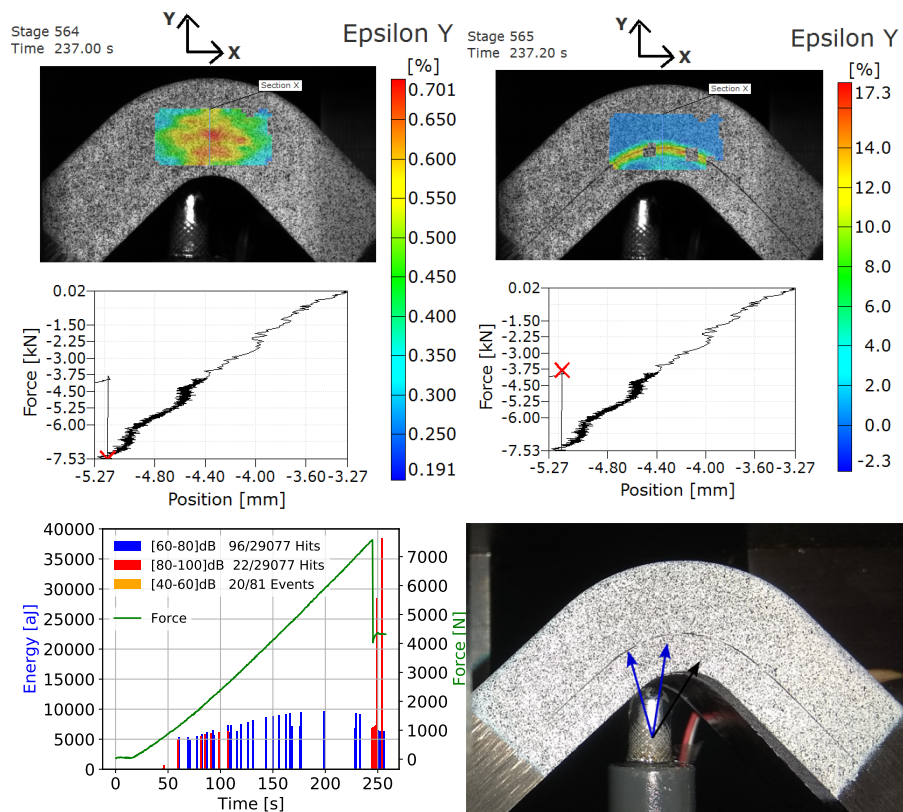 Stage 564
Time 237.00 s
Y
X
Epsilon Y
[%]
Section X
0.701
0.650
0.600
0.550
0.500
0.450
0.400
0.350
0.300
0.250
0.191
Stage 565
Time 237.20 s
Y
X
Epsilon Y
[%]
Section X
17.3
14.0
12.0
10.0
8.0
6.0
4.0
2.0
0.0
-2.3
Force [kN]
0.02
-1.50
-2.25
-3.00
-3.75
-4.50
-5.25
-6.00
-7.53
-5.27 -4.80 -4.40 -4.00 -3.60 -3.27
Position [mm]
Force [kN]
0.02
-1.50
-2.25
-3.00
-3.75
-4.50
-5.25
-6.00
-7.53
-5.27 -4.80 -4.00 -3.60 -3.27
Position [mm]
Energy [aJ]
40000
35000
30000
25000
20000
15000
10000
5000
0
[60-80]dB 96/29077 Hits
[80-100]dB 22/29077 Hits
[40-60]dB 20/81 Events
Force
7000
6000
5000
4000
3000
2000
1000
0
Force [N]
0 50 100 150 200 250
Time [s]